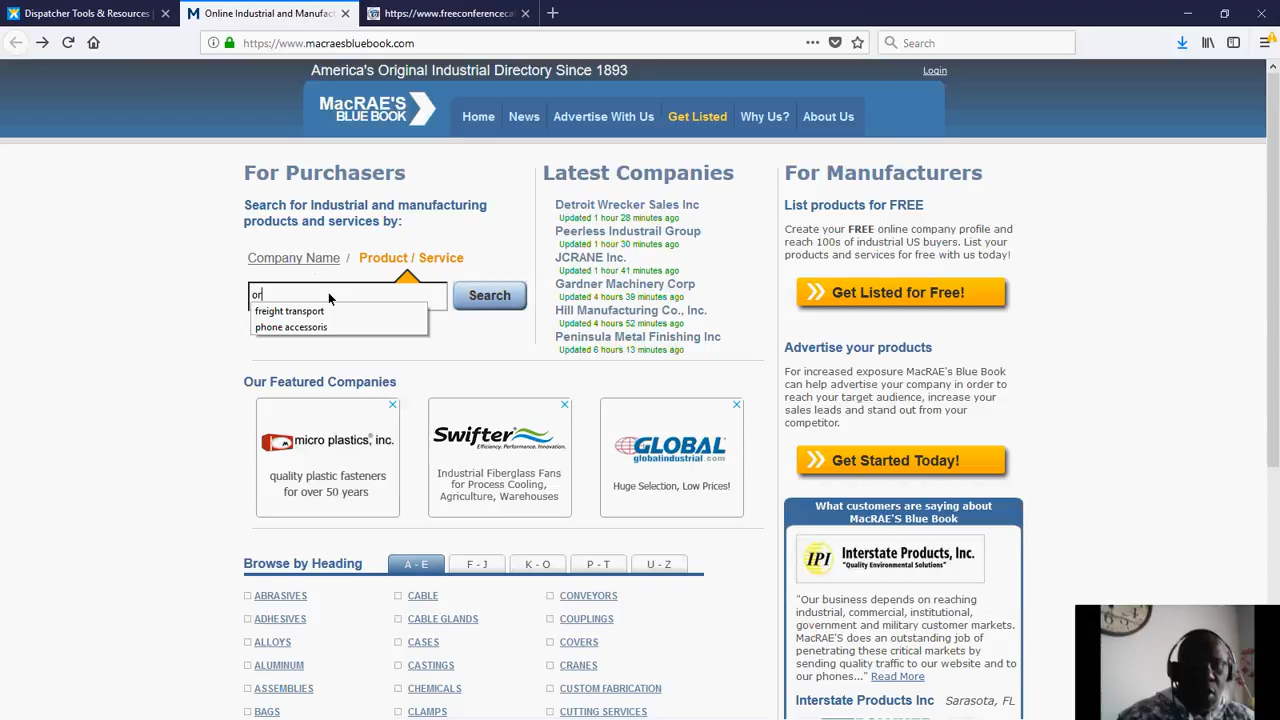 Dispatcher Tools & Resources
Online Industrial and Manufact
https://www.freeconferenceca
https://www.macraesbluebook.com
Search
America's Original Industrial Directory Since 1893
Login
MacRAE'S
BLUE BOOK
Home
News
Advertise With Us
Get Listed
Why Us?
About Us
For Purchasers
Search for Industrial and manufacturing
products and services by:
Company Name / Product / Service
or
Search
freight transport
phone accessoris
Latest Companies
Detroit Wrecker Sales Inc
Updated 1 hour 28 minutes ago
Peerless Industrail Group
Updated 1 hour 30 minutes ago
JCRANE Inc.
Updated 1 hour 41 minutes ago
Gardner Machinery Corp
Updated 4 hours 39 minutes ago
Hill Manufacturing Co., Inc.
Updated 4 hours 52 minutes ago
Peninsula Metal Finishing Inc
Updated 6 hours 13 minutes ago
For Manufacturers
List products for FREE
Create your FREE online company profile and
reach 100s of industrial US buyers. List your
products and services for free with us today!
Get Listed for Free!
Advertise your products
For increased exposure MacRAE's Blue Book
can help advertise your company in order to
reach your target audience, increase your
sales leads and stand out from your
competitor.
Get Started Today!
Our Featured Companies
micro plastics, inc.
quality plastic fasteners
for over 50 years
Swifter
Efficiency. Performance. Innovation.
Industrial Fiberglass Fans
for Process Cooling,
Agriculture, Warehouses
GLOBAL
globalindustrial.com
Huge Selection, Low Prices!
What customers are saying about
MacRAE'S Blue Book
IPI
Interstate Products, Inc.
"Quality Environmental Solutions"
"Our business depends on reaching
industrial, commercial, institutional,
government and military customer markets.
MacRAE'S does an outstanding job of
penetrating these critical markets by
sending quality traffic to our website and to
our phones..." Read More
Interstate Products Inc Sarasota, FL
Browse by Heading
A - E
F - J
K - O
P - T
U - Z
ABRASIVES
CABLE
CONVEYORS
ADHESIVES
CABLE GLANDS
COUPLINGS
ALLOYS
CASES
COVERS
ALUMINUM
CASTINGS
CRANES
ASSEMBLIES
CHEMICALS
CUSTOM FABRICATION
BAGS
CLAMPS
CUTTING SERVICES